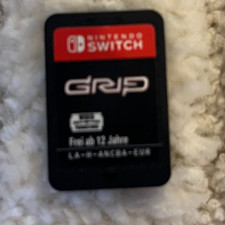 NINTENDO
SWITCH
GRIP
Frei ab 12 Jahre
LA-H-ANCBA-EUR